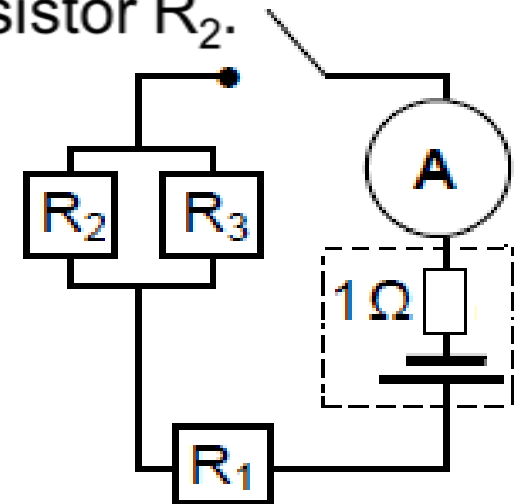 sistor R₂.
A
R₂ R₃
1 Ω
R₁